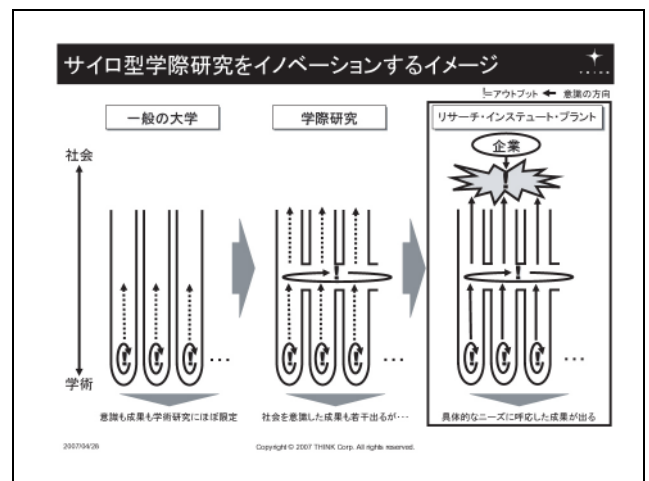 サイロ型学際研究をイノベーションするイメージ
THINK
!=アウトプット ← 意識の方向
一般の大学
学際研究
リサーチ・インステュート・プラント
企業
!
社会
!
!
! ! ! ・・・
! ! ! ・・・
! ! ! ・・・
学術
意識も成果も学術研究にほぼ限定
社会を意識した成果も若干出るが・・・
具体的なニーズに呼応した成果が出る
2007/04/26
Copyright © 2007 THINK Corp. All rights reserved.